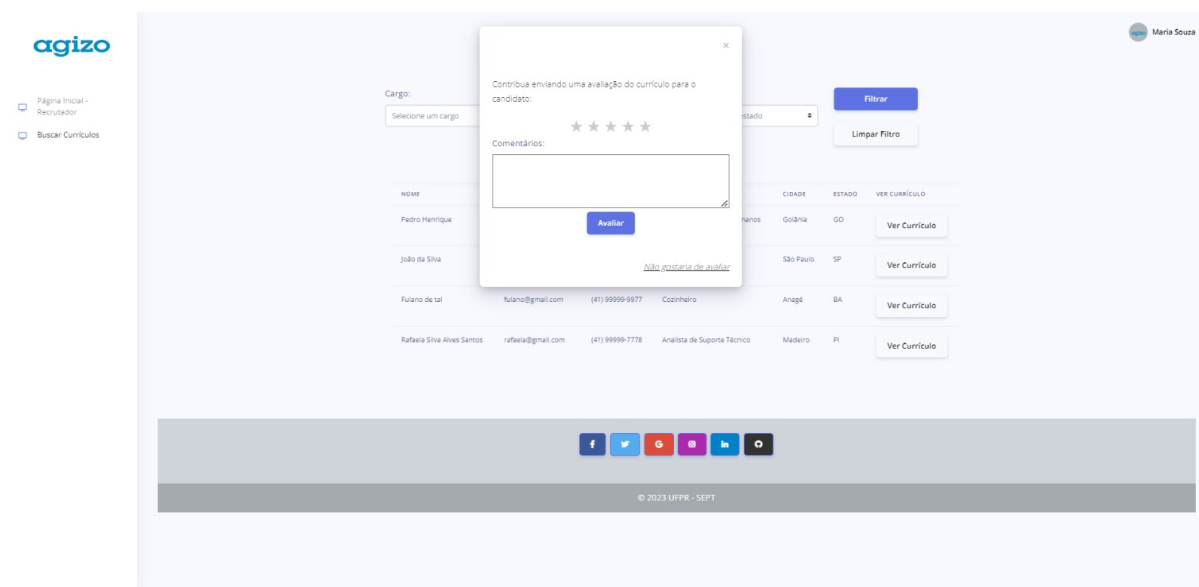 agizo
Maria Souza
Página Inicial -
Recrutador
Buscar Currículos
×
Contribua enviando uma avaliação do currículo para o
candidato:
Comentários:
Avaliar
Não gostaria de avaliar
Cargo:
Selecione um cargo
estado
Filtrar
Limpar Filtro
NOME CIDADE ESTADO VER CURRÍCULO
Pedro Henrique Goiânia GO Ver Currículo
João da Silva São Paulo SP Ver Currículo
Fulano de tal fulano@gmail.com (41) 99999-9977 Cozinheiro Anagé BA Ver Currículo
Rafaela Silva Alves Santos rafaela@gmail.com (41) 99999-7778 Analista de Suporte Técnico Madeiro PI Ver Currículo
© 2023 UFPR - SEPT